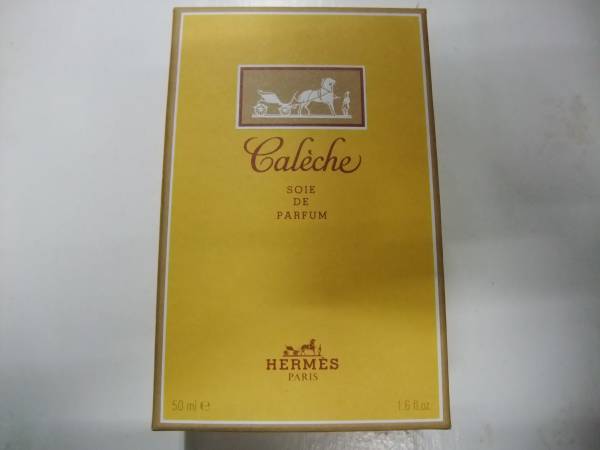 Calèche
SOIE
DE
PARFUM
HERMÈS
PARIS
50 ml ℮ 1.6 fl.oz.